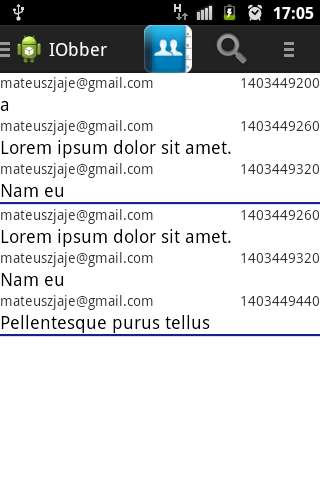 H 17:05
IObber
mateuszjaje@gmail.com 1403449200
a
mateuszjaje@gmail.com 1403449260
Lorem ipsum dolor sit amet.
mateuszjaje@gmail.com 1403449320
Nam eu
mateuszjaje@gmail.com 1403449260
Lorem ipsum dolor sit amet.
mateuszjaje@gmail.com 1403449320
Nam eu
mateuszjaje@gmail.com 1403449440
Pellentesque purus tellus